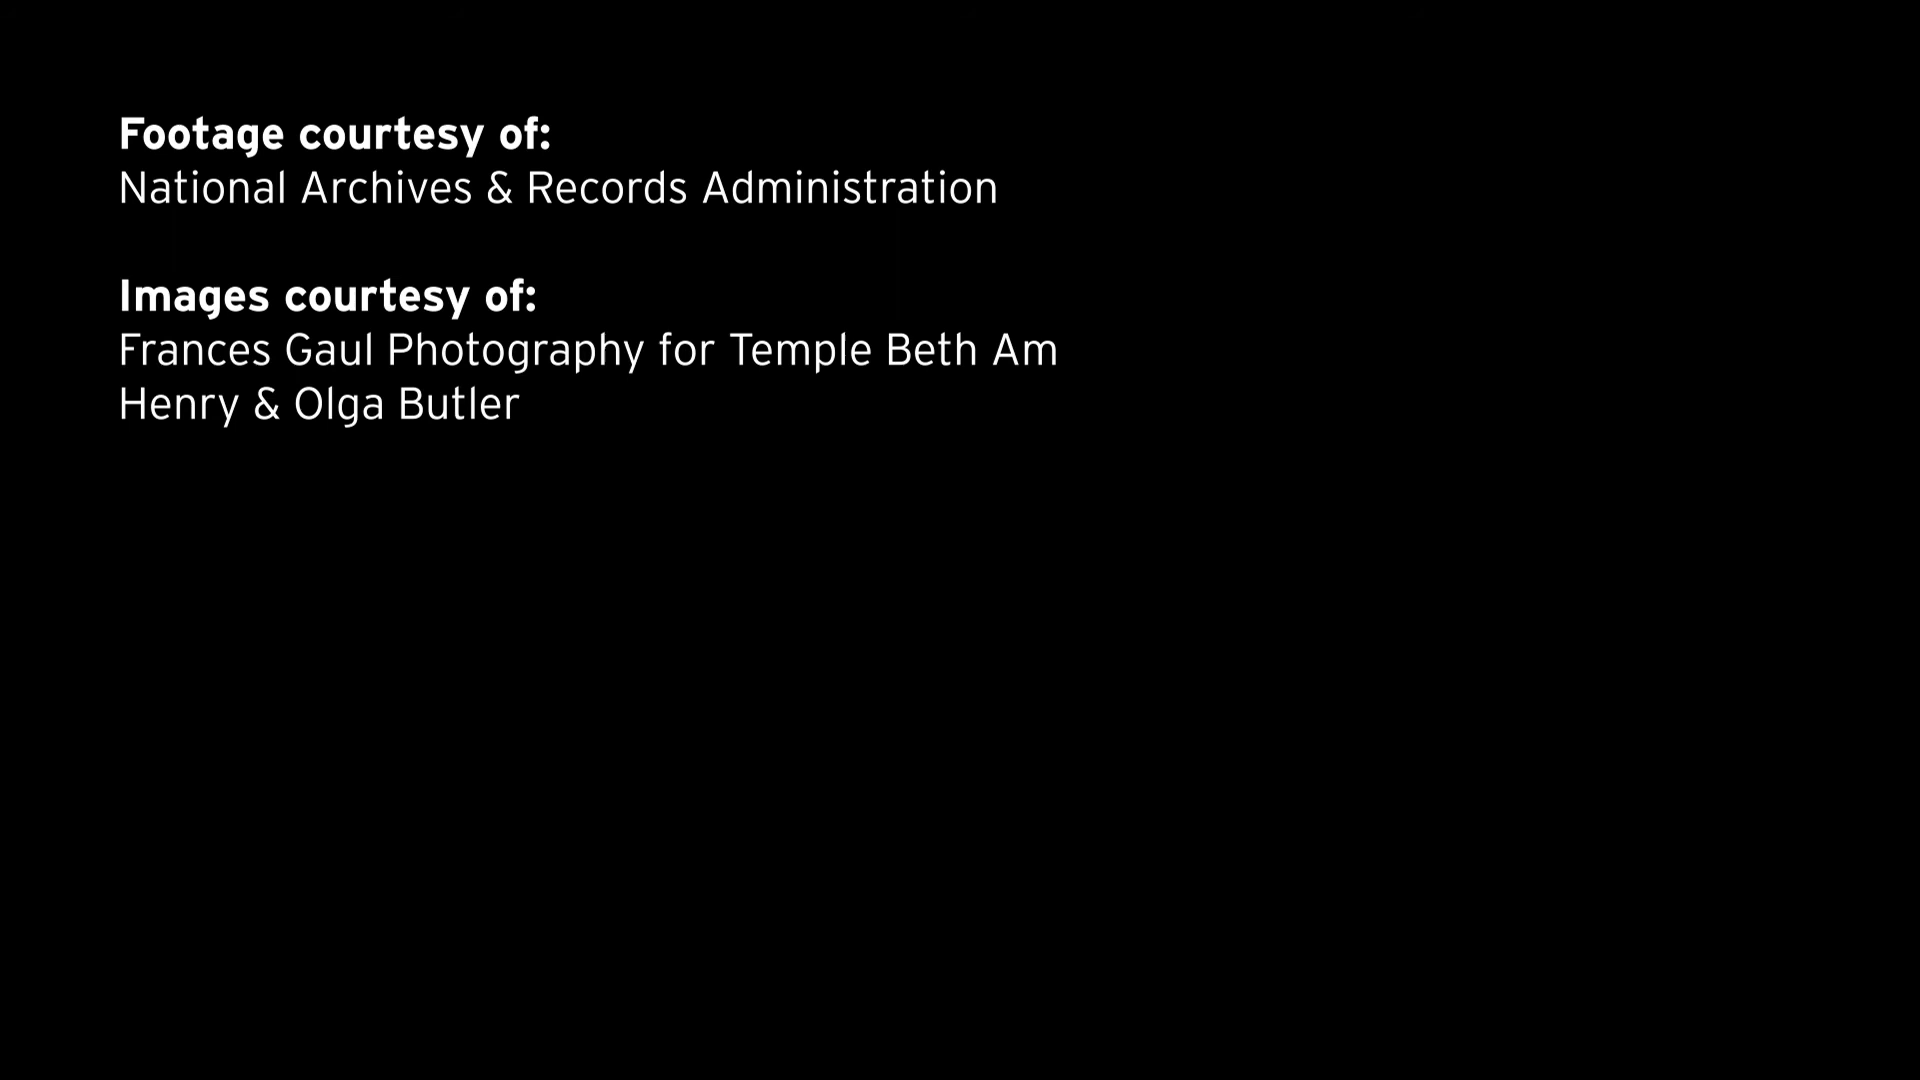 Footage courtesy of:
National Archives & Records Administration
Images courtesy of:
Frances Gaul Photography for Temple Beth Am
Henry & Olga Butler